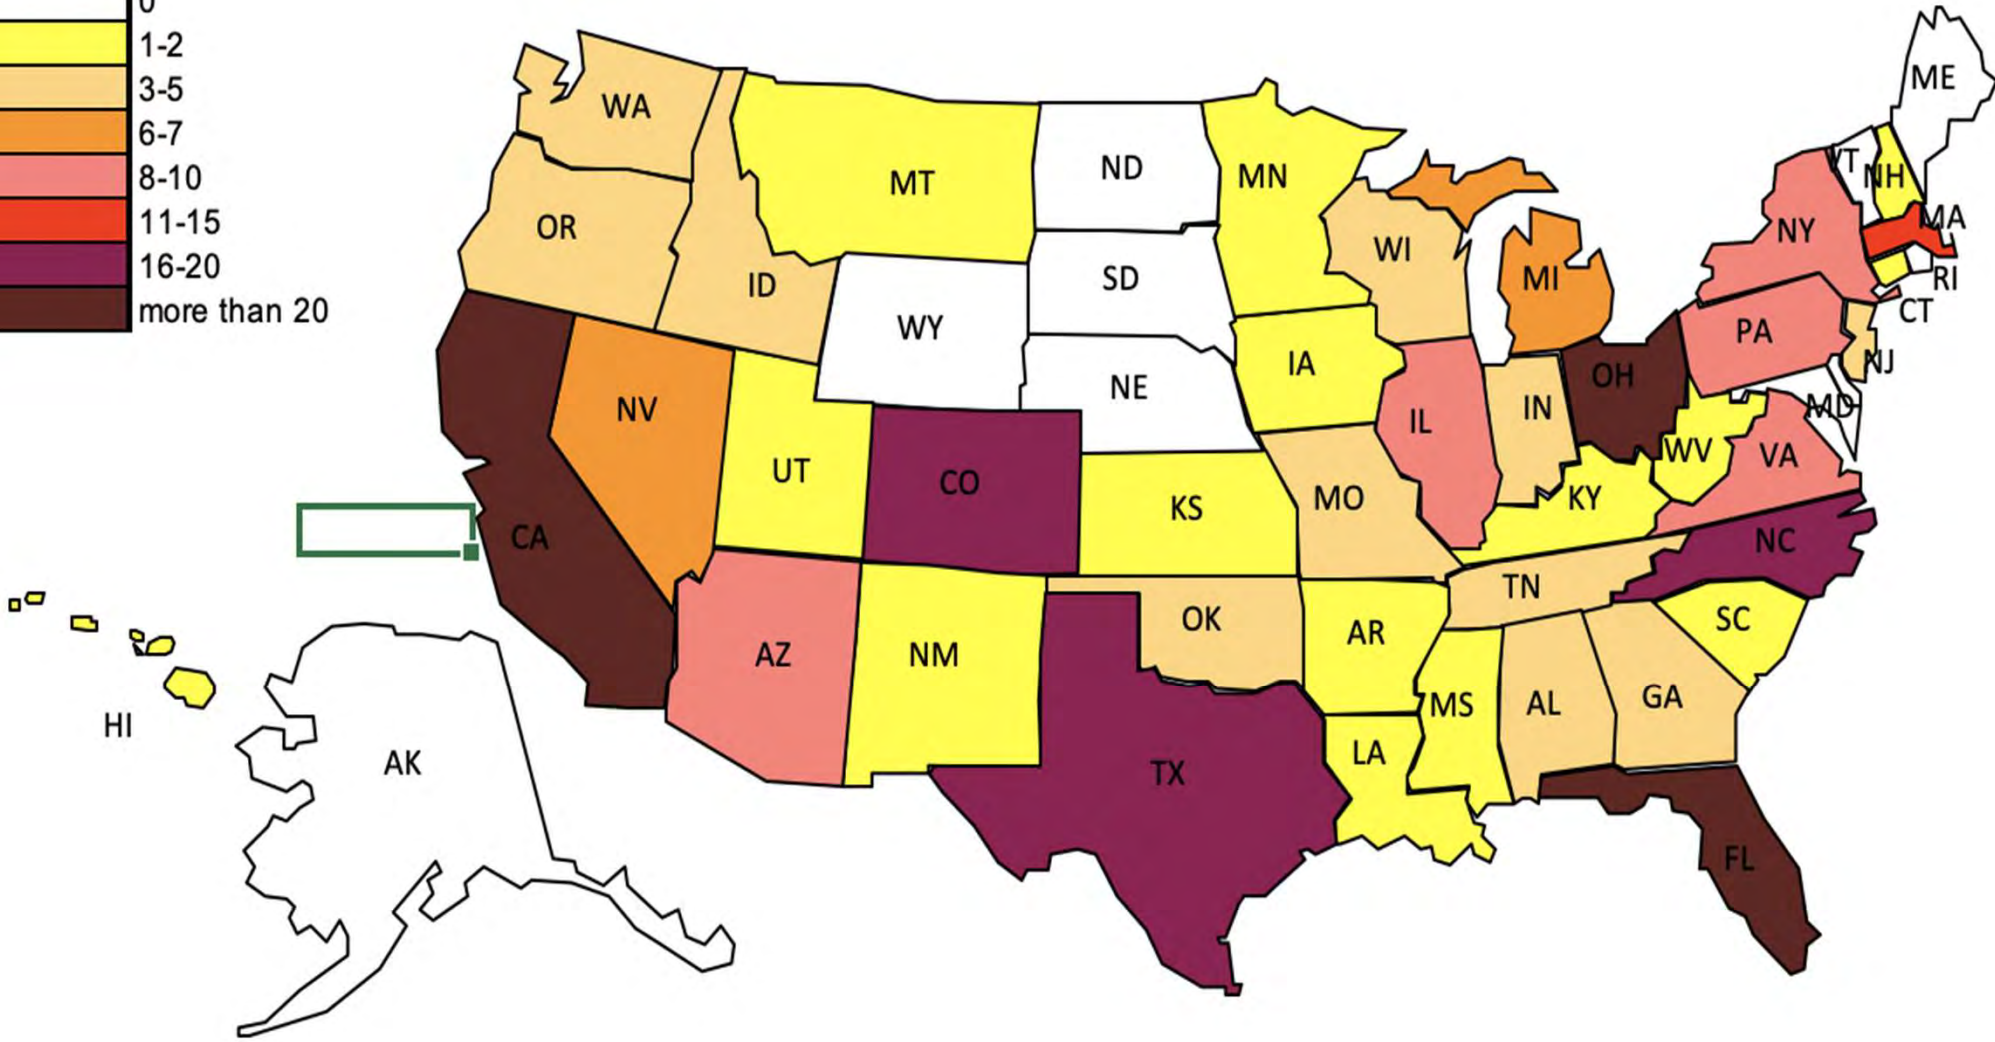 0
1-2
3-5
6-7
8-10
11-15
16-20
more than 20
WA
OR
ID
MT
ND
MN
SD
WY
NE
WI
MI
IA
NV
UT
CO
KS
CA
AZ
NM
OK
TX
MO
AR
LA
IL
IN
OH
KY
TN
MS
AL
GA
FL
SC
NC
VA
WV
PA
NY
VT
NH
ME
MA
RI
CT
NJ
MD
HI
AK